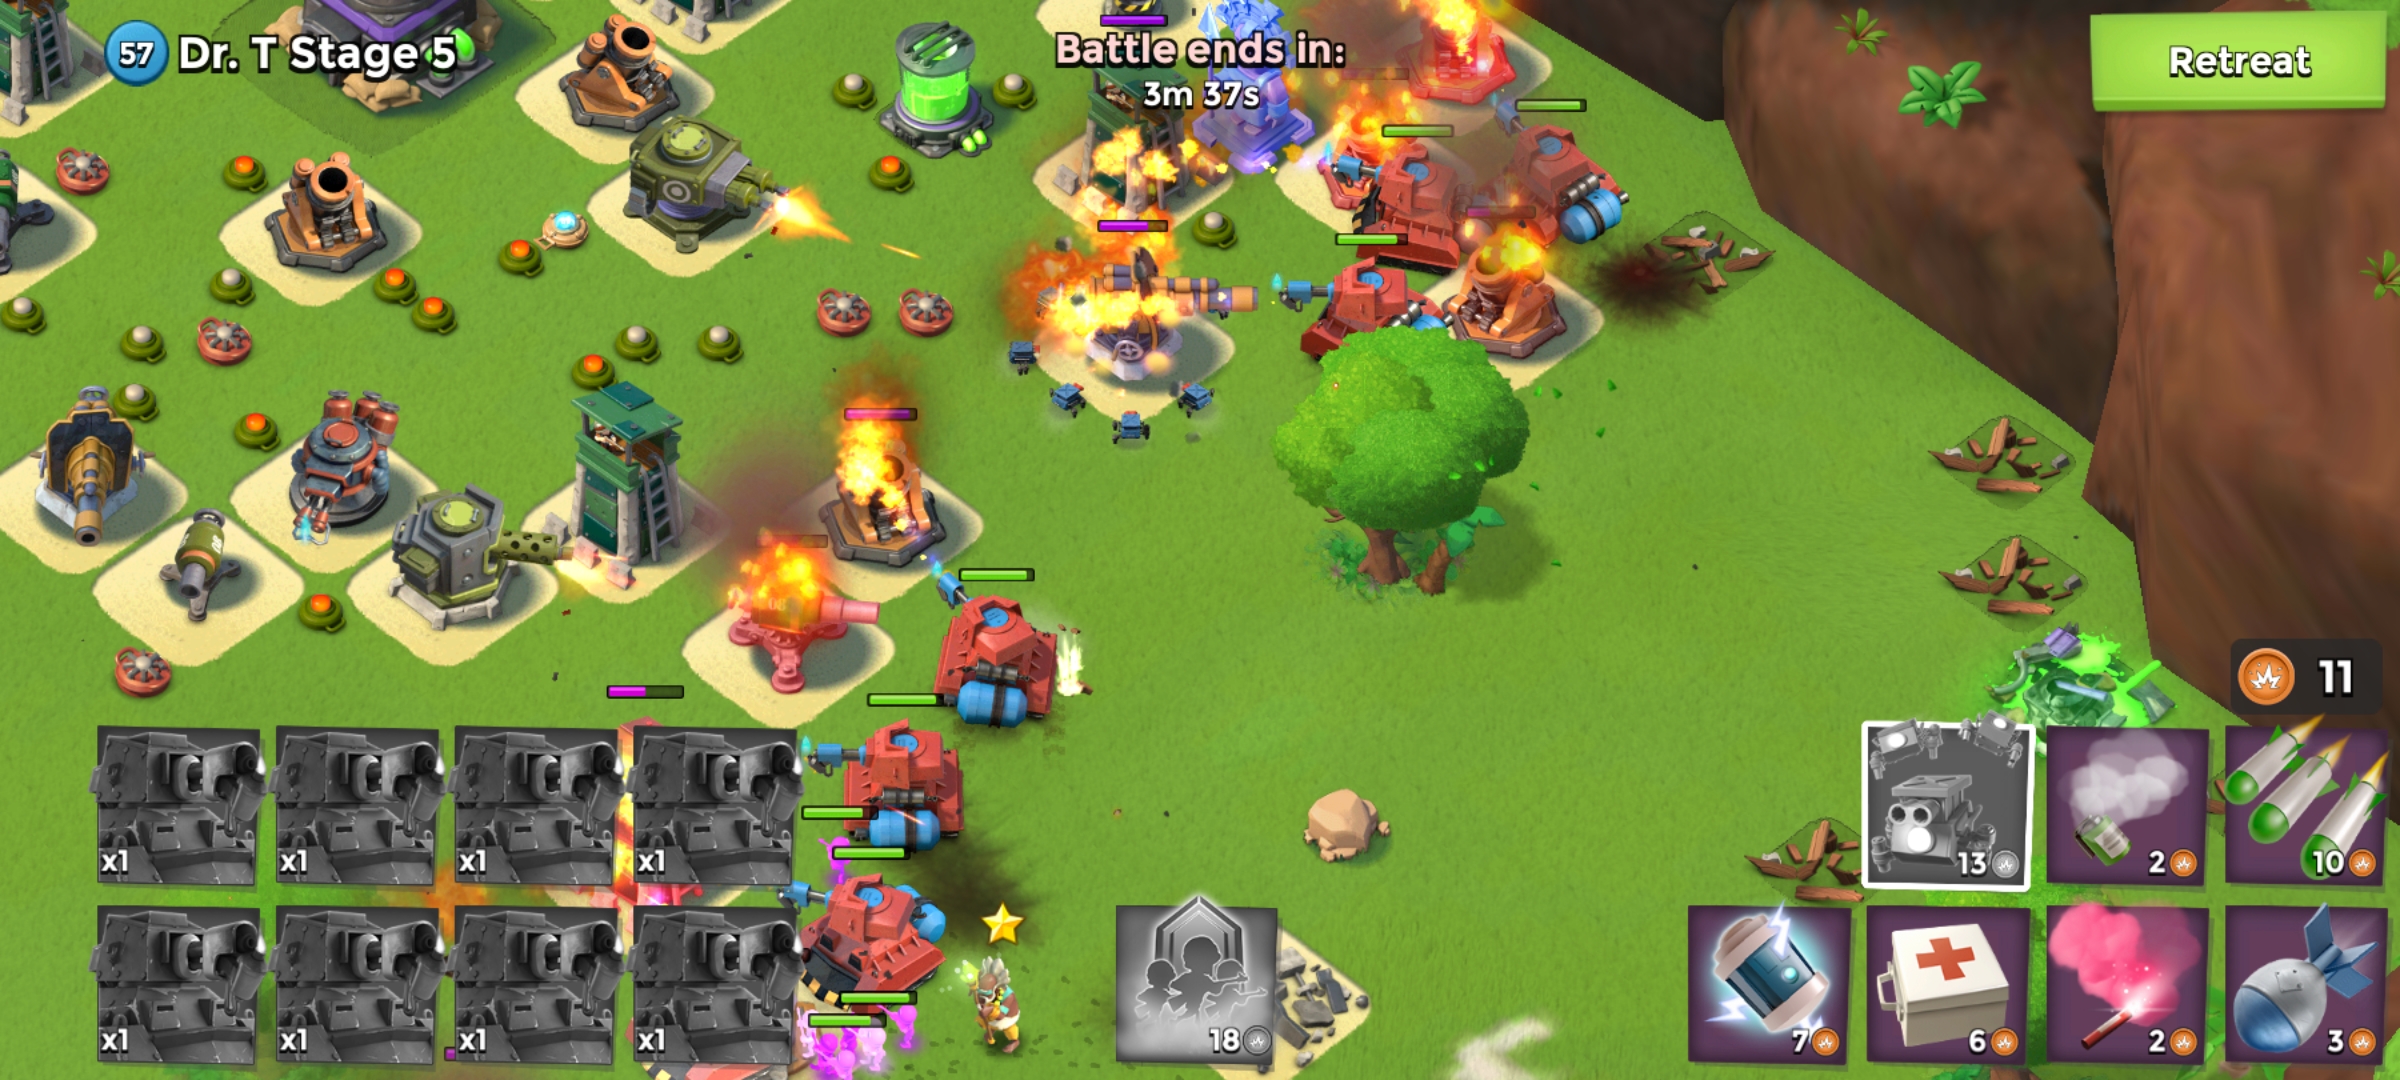 57 Dr. T Stage 5
Battle ends in:
3m 37s
Retreat
11
x1 x1 x1 x1
13 2 10
x1 x1 x1 x1
18
7 6 2 3